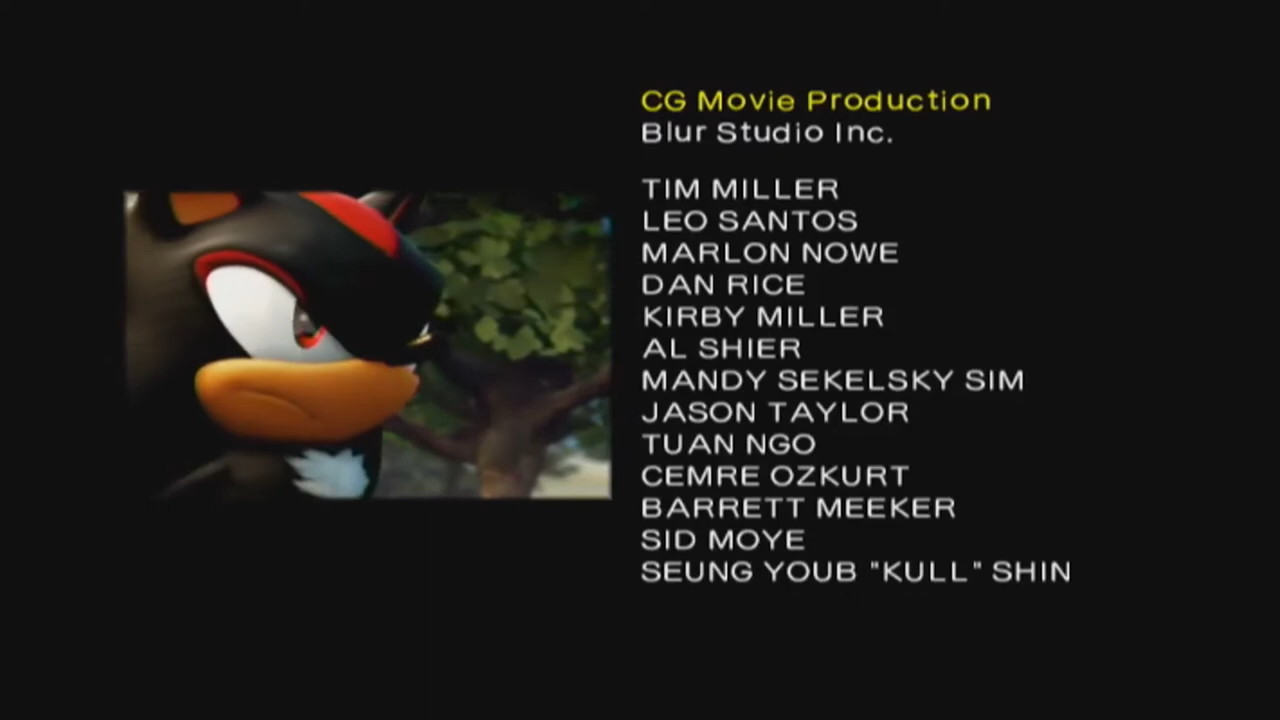 CG Movie Production
Blur Studio Inc.
TIM MILLER
LEO SANTOS
MARLON NOWE
DAN RICE
KIRBY MILLER
AL SHIER
MANDY SEKELSKY SIM
JASON TAYLOR
TUAN NGO
CEMRE OZKURT
BARRETT MEEKER
SID MOYE
SEUNG YOUB "KULL" SHIN